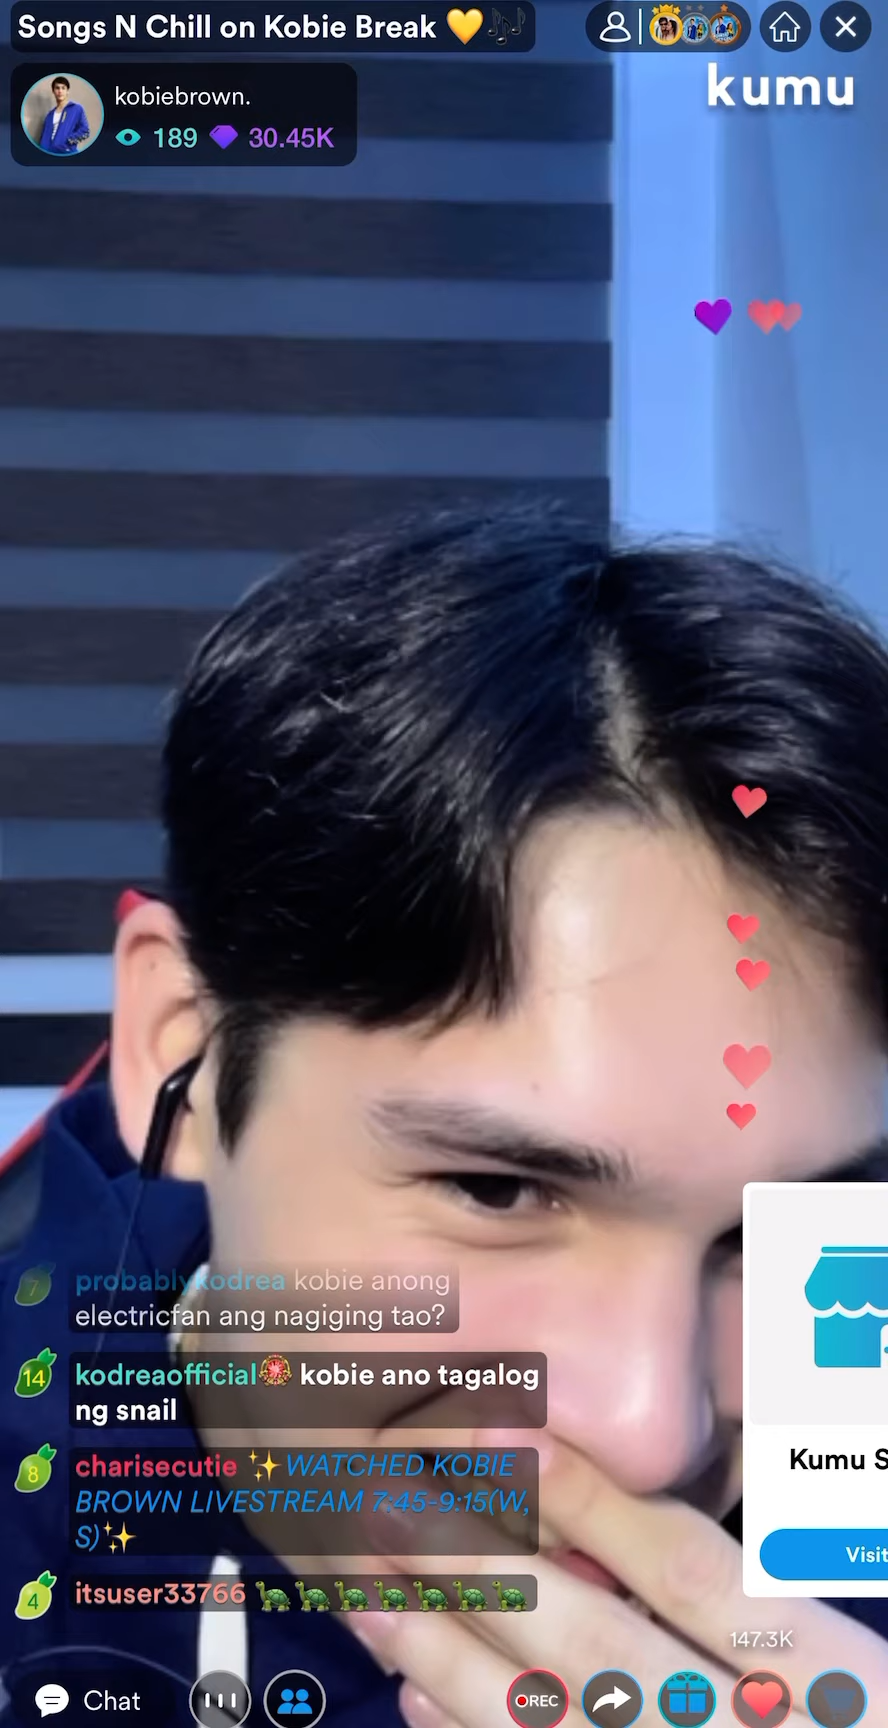 Songs N Chill on Kobie Break 💛🎶
kobiebrown.
189 30.45K
kumu
7 probablykodrea kobie anong
electricfan ang nagiging tao?
14 kodreaofficial kobie ano tagalog
ng snail
8 charisecutie ✨WATCHED KOBIE
BROWN LIVESTREAM 7:45-9:15(W,
S)✨
4 itsuser33766 🐢🐢🐢🐢🐢🐢🐢
Kumu S
Visit
147.3K
Chat
REC